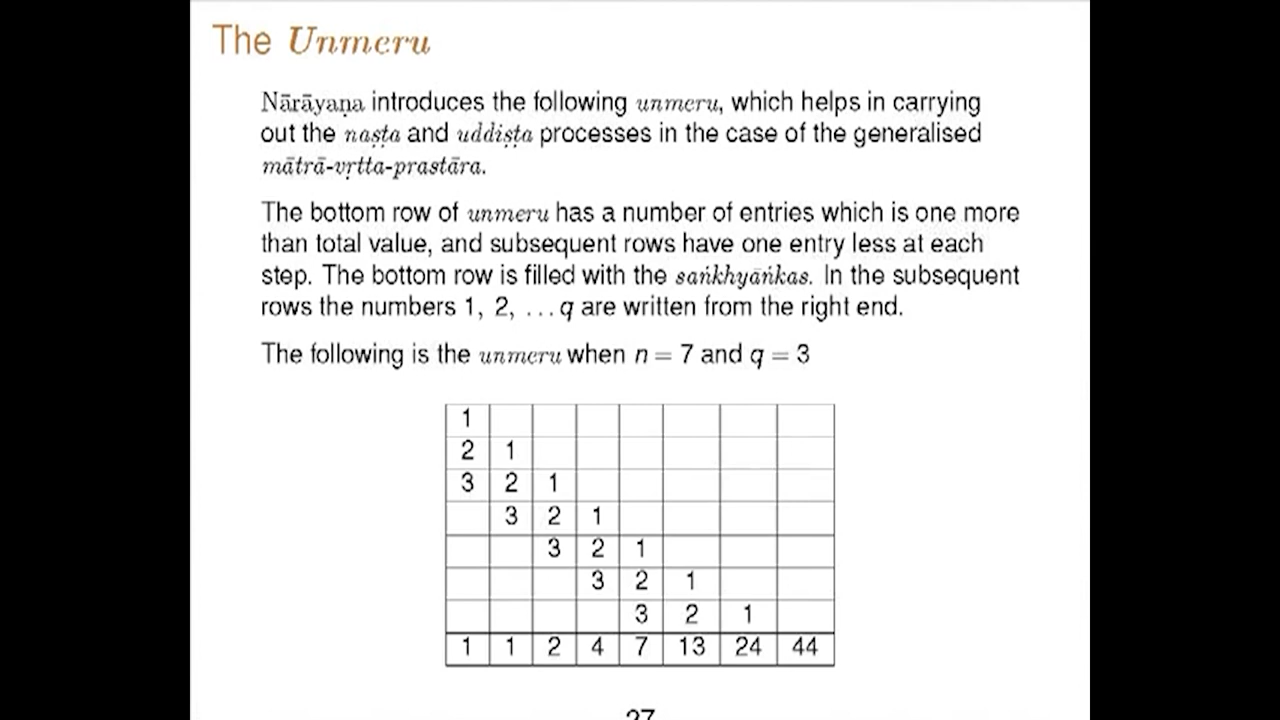 The Unmeru
Nārāyaṇa introduces the following unmeru, which helps in carrying
out the naṣṭa and uddiṣṭa processes in the case of the generalised
mātrā-vṛtta-prastāra.
The bottom row of unmeru has a number of entries which is one more
than total value, and subsequent rows have one entry less at each
step. The bottom row is filled with the saṅkhyāṅkas. In the subsequent
rows the numbers 1, 2, ...q are written from the right end.
The following is the unmeru when n = 7 and q = 3
1
2 1
3 2 1
3 2 1
3 2 1
3 2 1
3 2 1
1 1 2 4 7 13 24 44